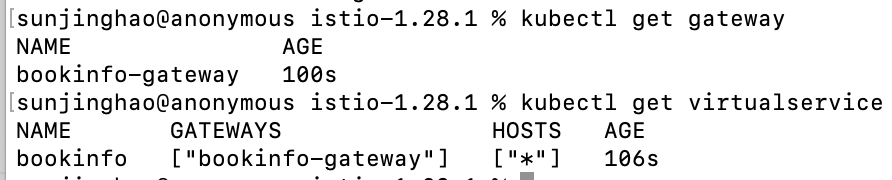 [sunjinghao@anonymous istio-1.28.1 % kubectl get gateway
NAME               AGE
bookinfo-gateway   100s
[sunjinghao@anonymous istio-1.28.1 % kubectl get virtualservice
NAME       GATEWAYS               HOSTS   AGE
bookinfo   ["bookinfo-gateway"]   ["*"]   106s